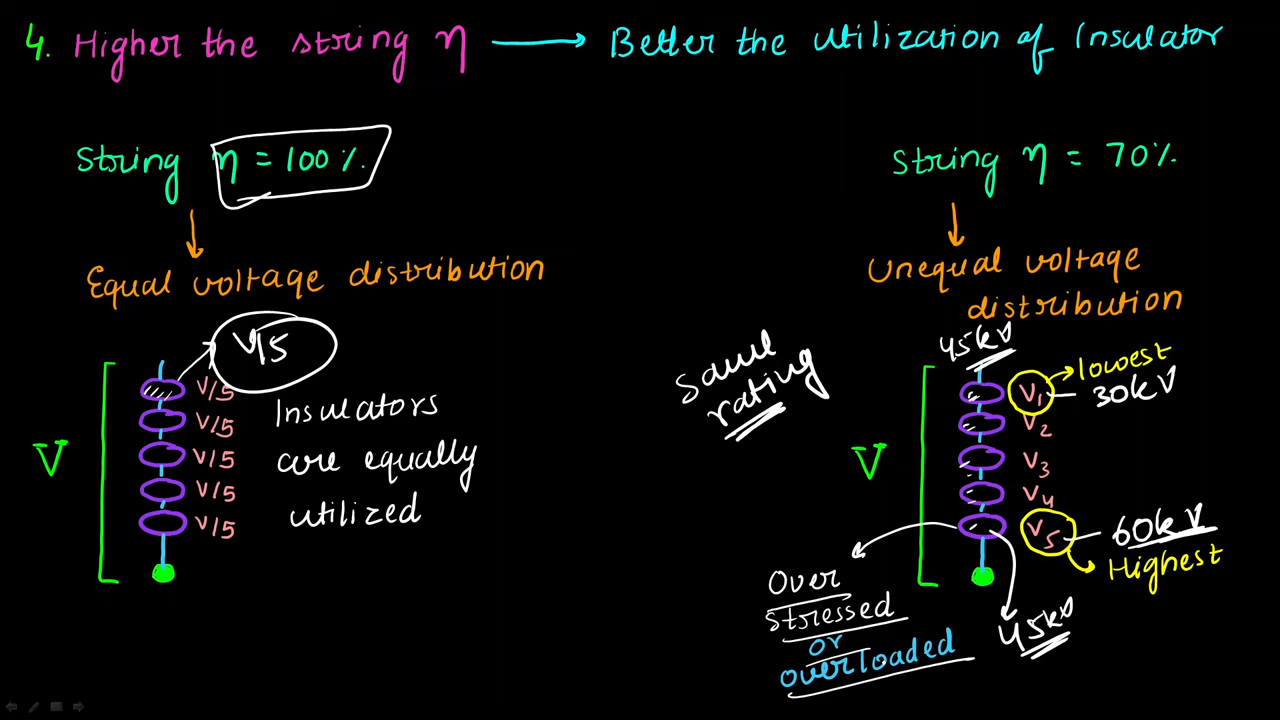 4. Higher the string η → Better the utilization of Insulator
String η = 100 %.
Equal voltage distribution
V/5
V
V/5
V/5
V/5
V/5
V/5
Insulators
are equally
utilized
Same
rating
String η = 70%.
Unequal voltage
distribution
45kV
V
V₁
lowest
30kV
V₂
V₃
V₄
V₅
60kV
Highest
45kV
Over
stressed
or
overloaded